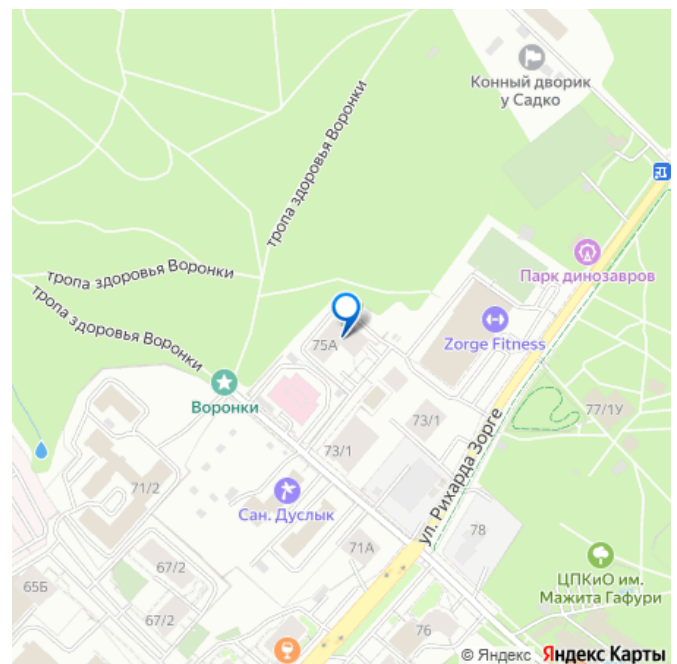 Конный дворик
у Садко
тропа здоровья Воронки
Парк динозавров
тропа здоровья Воронки
тропа здоровья Воронки
75А
Zorge Fitness
Воронки
77/1У
73/1
73/1
ул. Рихарда Зорге
71/2
Сан. Дуслык
78
71А
ЦПКиО им.
Мажита Гафури
67/2
65Б
67/2
76
© Яндекс Яндекс Карты